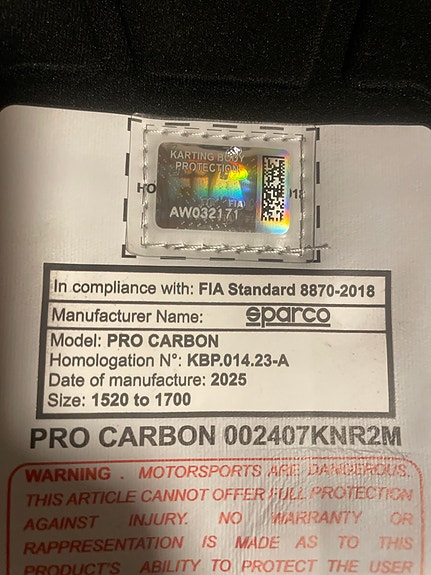 KARTING BODY
PROTECTION
HO
FIA
AW032171
In compliance with: FIA Standard 8870-2018
Manufacturer Name: sparco
Model: PRO CARBON
Homologation N°: KBP.014.23-A
Date of manufacture: 2025
Size: 1520 to 1700
PRO CARBON 002407KNR2M
WARNING . MOTORSPORTS ARE DANGEROUS.
THIS ARTICLE CANNOT OFFER FULL PROTECTION
AGAINST INJURY. NO WARRANTY OR
RAPPRESENTATION IS MADE AS TO THIS
PRODUCT'S ABILITY TO PROTECT THE USER